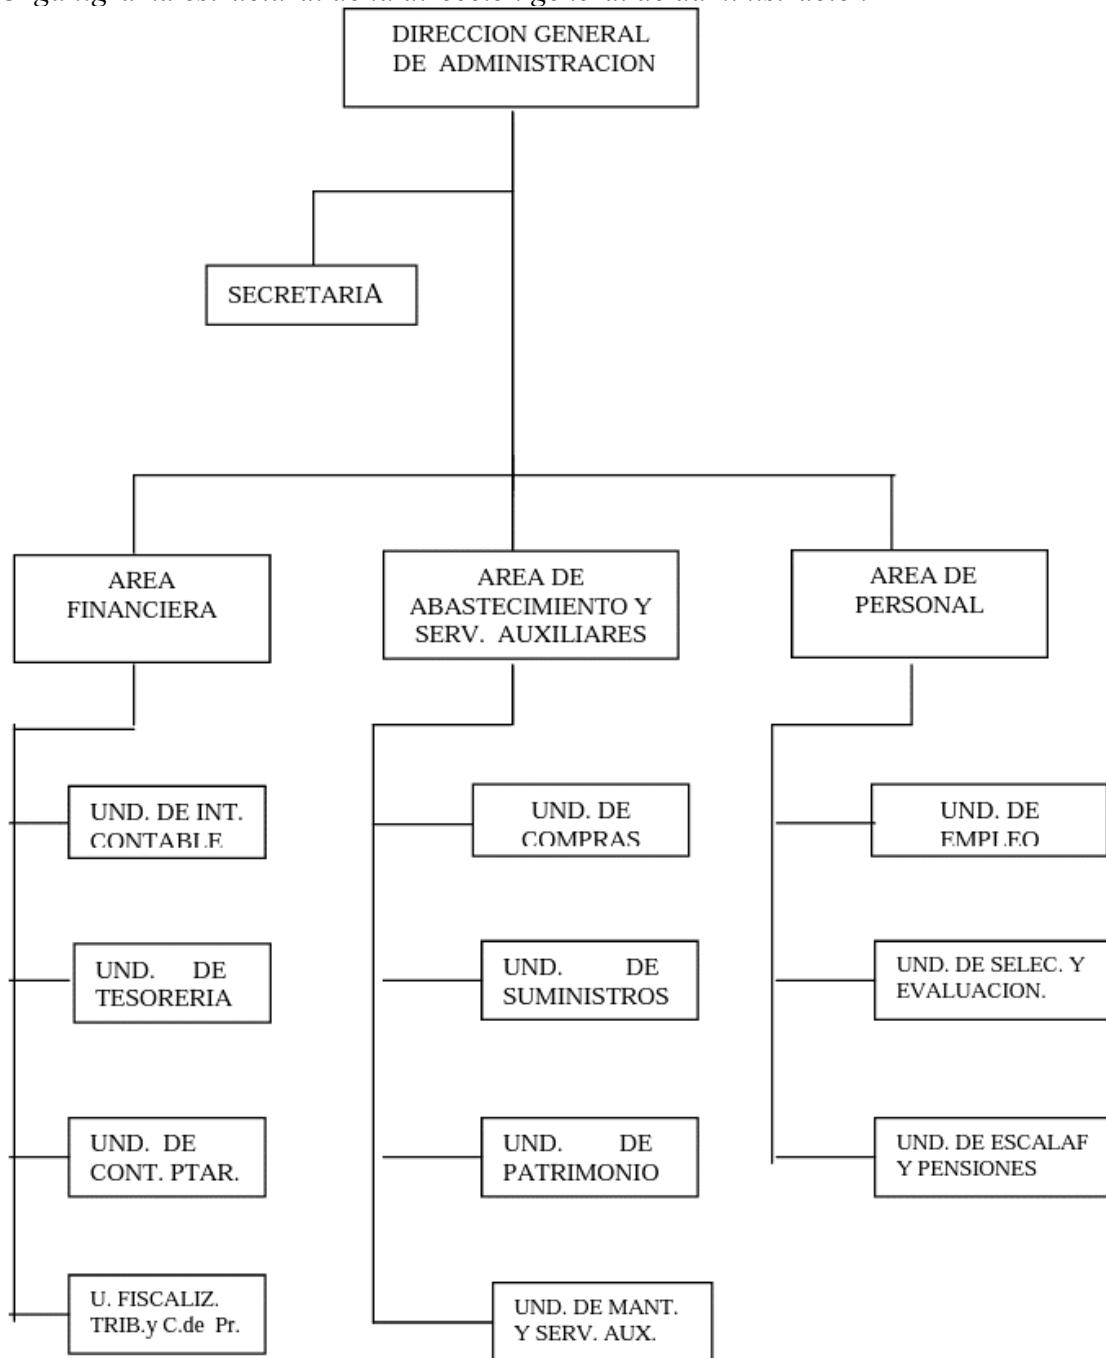 DIRECCION GENERAL
DE ADMINISTRACION
SECRETARIA
AREA
FINANCIERA
AREA DE
ABASTECIMIENTO Y
SERV. AUXILIARES
AREA DE
PERSONAL
UND. DE INT.
CONTABLE
UND. DE
TESORERIA
UND. DE
CONT. PTAR.
U. FISCALIZ.
TRIB.y C.de Pr.
UND. DE
COMPRAS
UND. DE
SUMINISTROS
UND. DE
PATRIMONIO
UND. DE MANT.
Y SERV. AUX.
UND. DE
EMPLEO
UND. DE SELEC. Y
EVALUACION.
UND. DE ESCALAF
Y PENSIONES